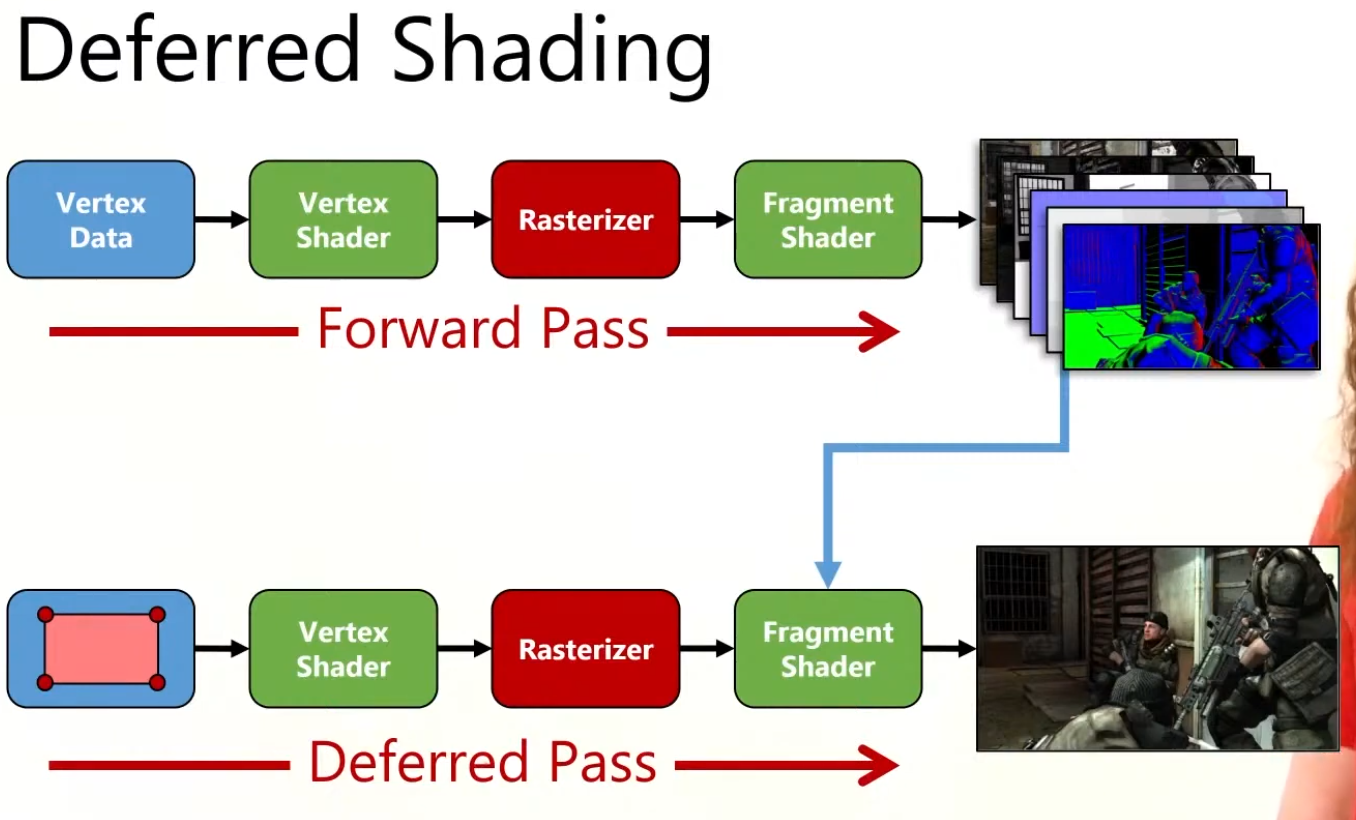 Deferred Shading
Vertex
Data
Vertex
Shader
Rasterizer
Fragment
Shader
Forward Pass
Vertex
Shader
Rasterizer
Fragment
Shader
Deferred Pass